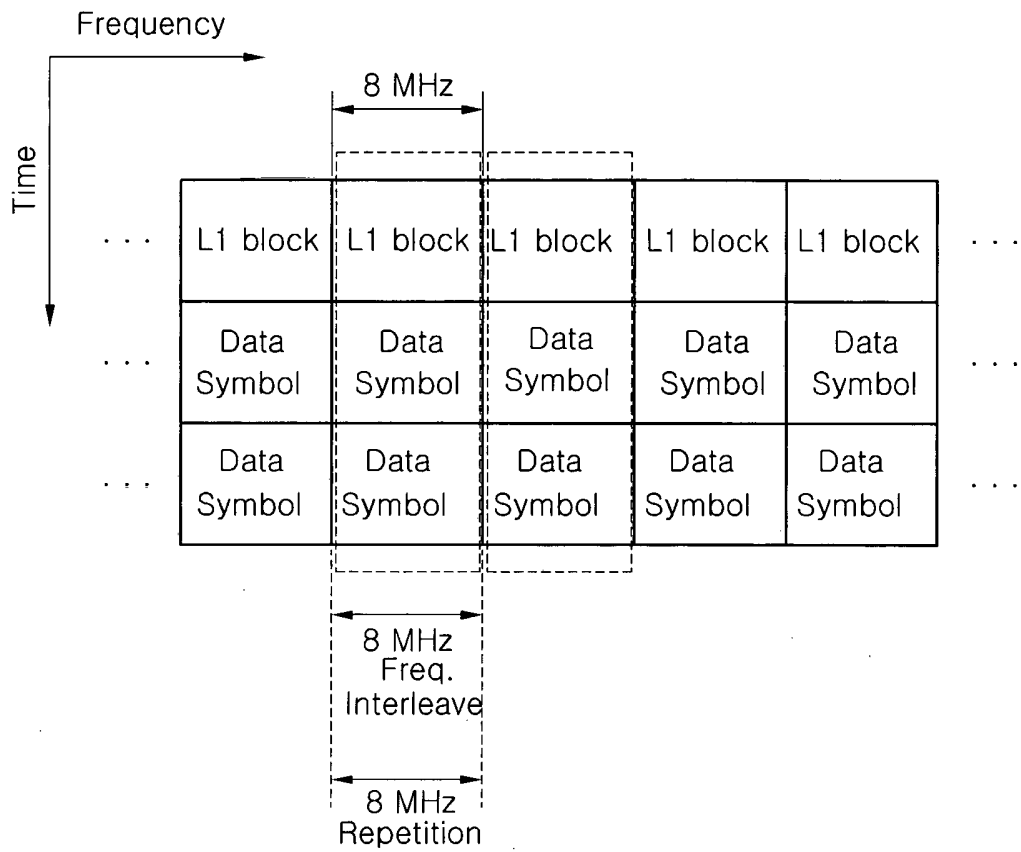 Frequency
8 MHz
Time
. . . L1 block L1 block L1 block L1 block L1 block . . .
Data Data Data Data Data
. . . Symbol Symbol Symbol Symbol Symbol . . .
Data Data Data Data Data
. . . Symbol Symbol Symbol Symbol Symbol . . .
8 MHz
Freq.
Interleave
8 MHz
Repetition